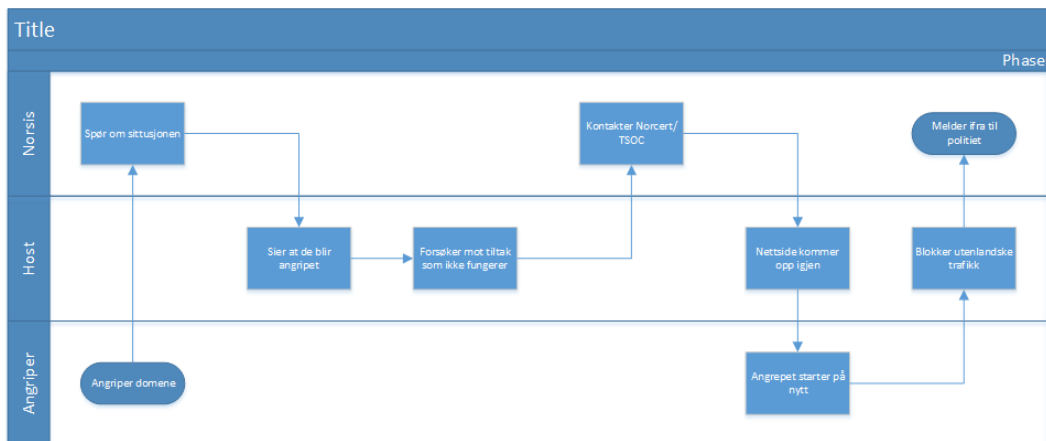 Title
Phase
Norsis
Spør om sittusjonen
Kontakter Norcert/
TSOC
Melder ifra til
politiet
Host
Sier at de blir
angripet
Forsøker mot tiltak
som ikke fungerer
Nettside kommer
opp igjen
Blokker utenlandske
trafikk
Angriper
Angriper domene
Angrepet starter på
nytt